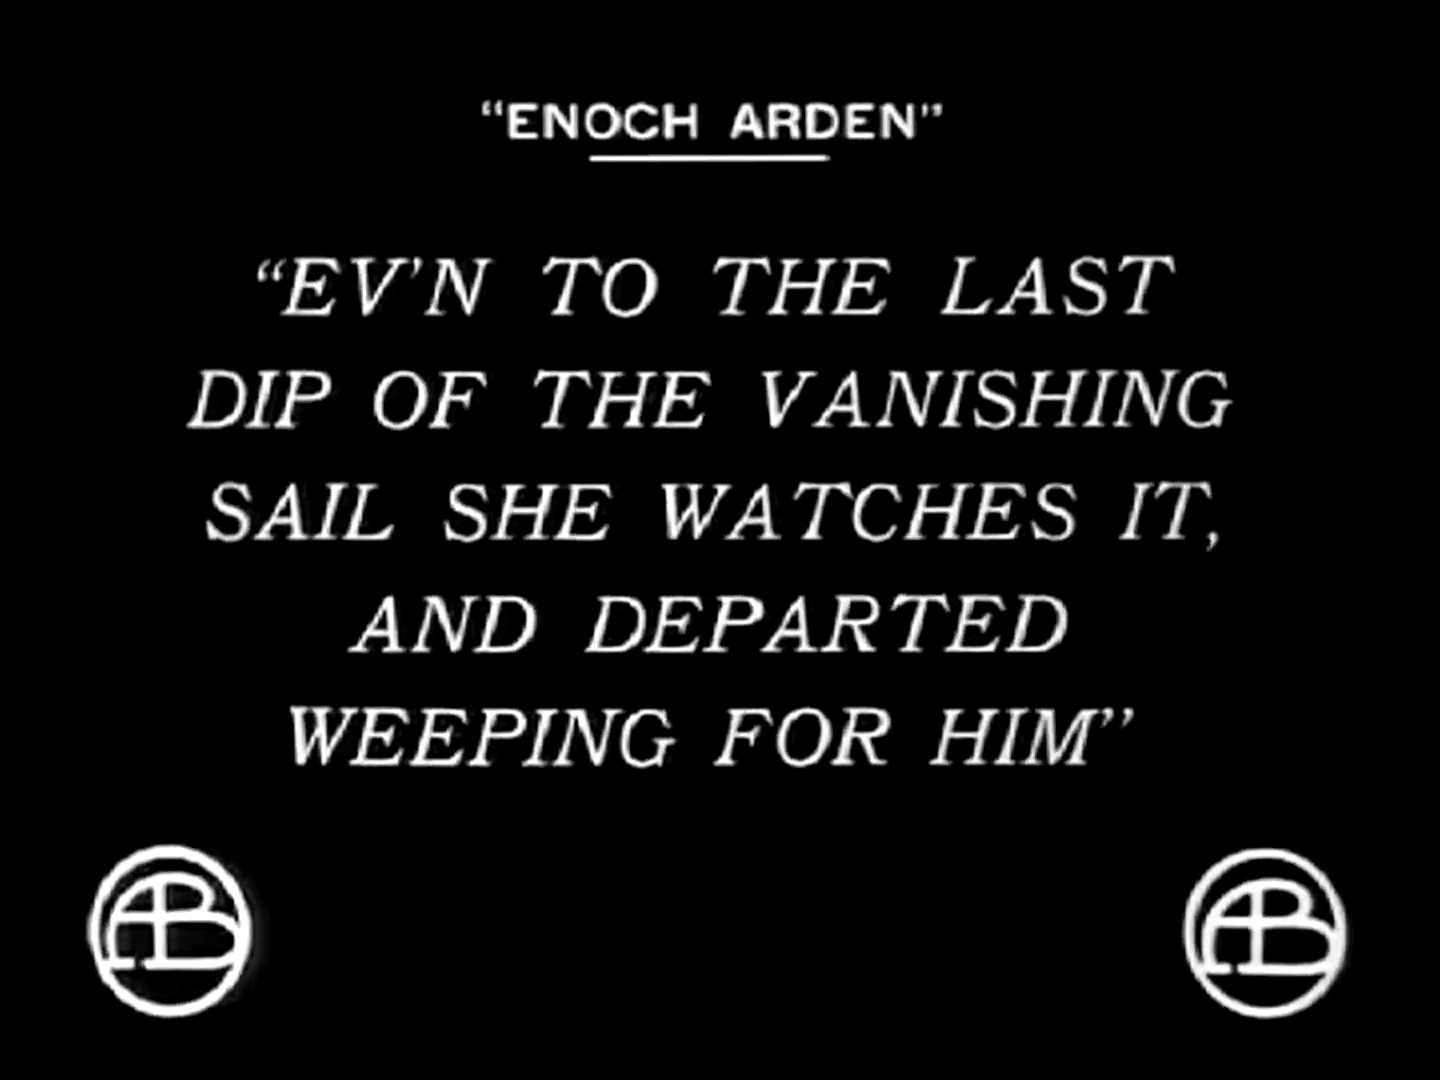 “ENOCH ARDEN”
“EV’N TO THE LAST
DIP OF THE VANISHING
SAIL SHE WATCHES IT,
AND DEPARTED
WEEPING FOR HIM”
AB
AB